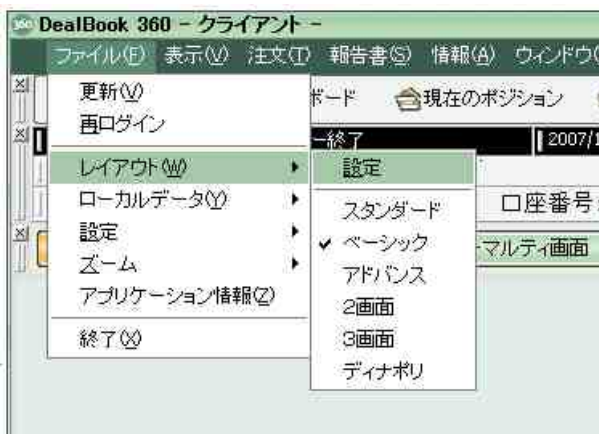 360 DealBook 360 - クライアント -
ファイル(F) 表示(V) 注文(T) 報告書(S) 情報(A) ウィンドウ(
更新(V)
ボード 現在のポジション
再ログイン
ー終了 2007/1
レイアウト(W) 設定
ローカルデータ(Y) スタンダード 口座番号
設定 ベーシック マルティ画面
ズーム アドバンス
アプリケーション情報(Z) 2画面
終了(X) 3画面
ディナポリ